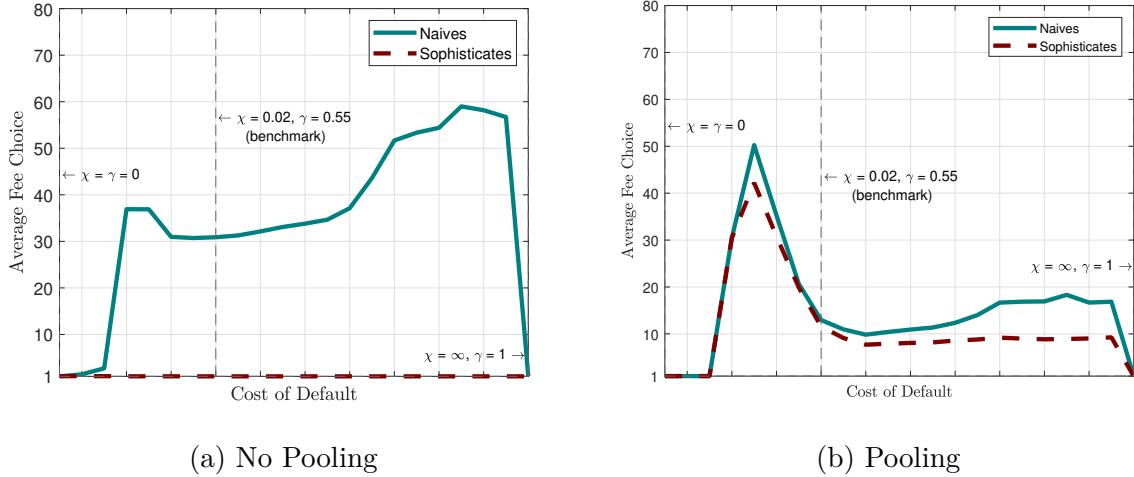 80
70
60
50
40
30
20
10
1
Average Fee Choice
Naives
Sophisticates
← χ = 0.02, γ = 0.55
(benchmark)
← χ = γ = 0
χ = ∞, γ = 1 →
Cost of Default
(a) No Pooling
80
70
60
50
40
30
20
10
1
Average Fee Choice
Naives
Sophisticates
← χ = γ = 0
← χ = 0.02, γ = 0.55
(benchmark)
χ = ∞, γ = 1 →
Cost of Default
(b) Pooling